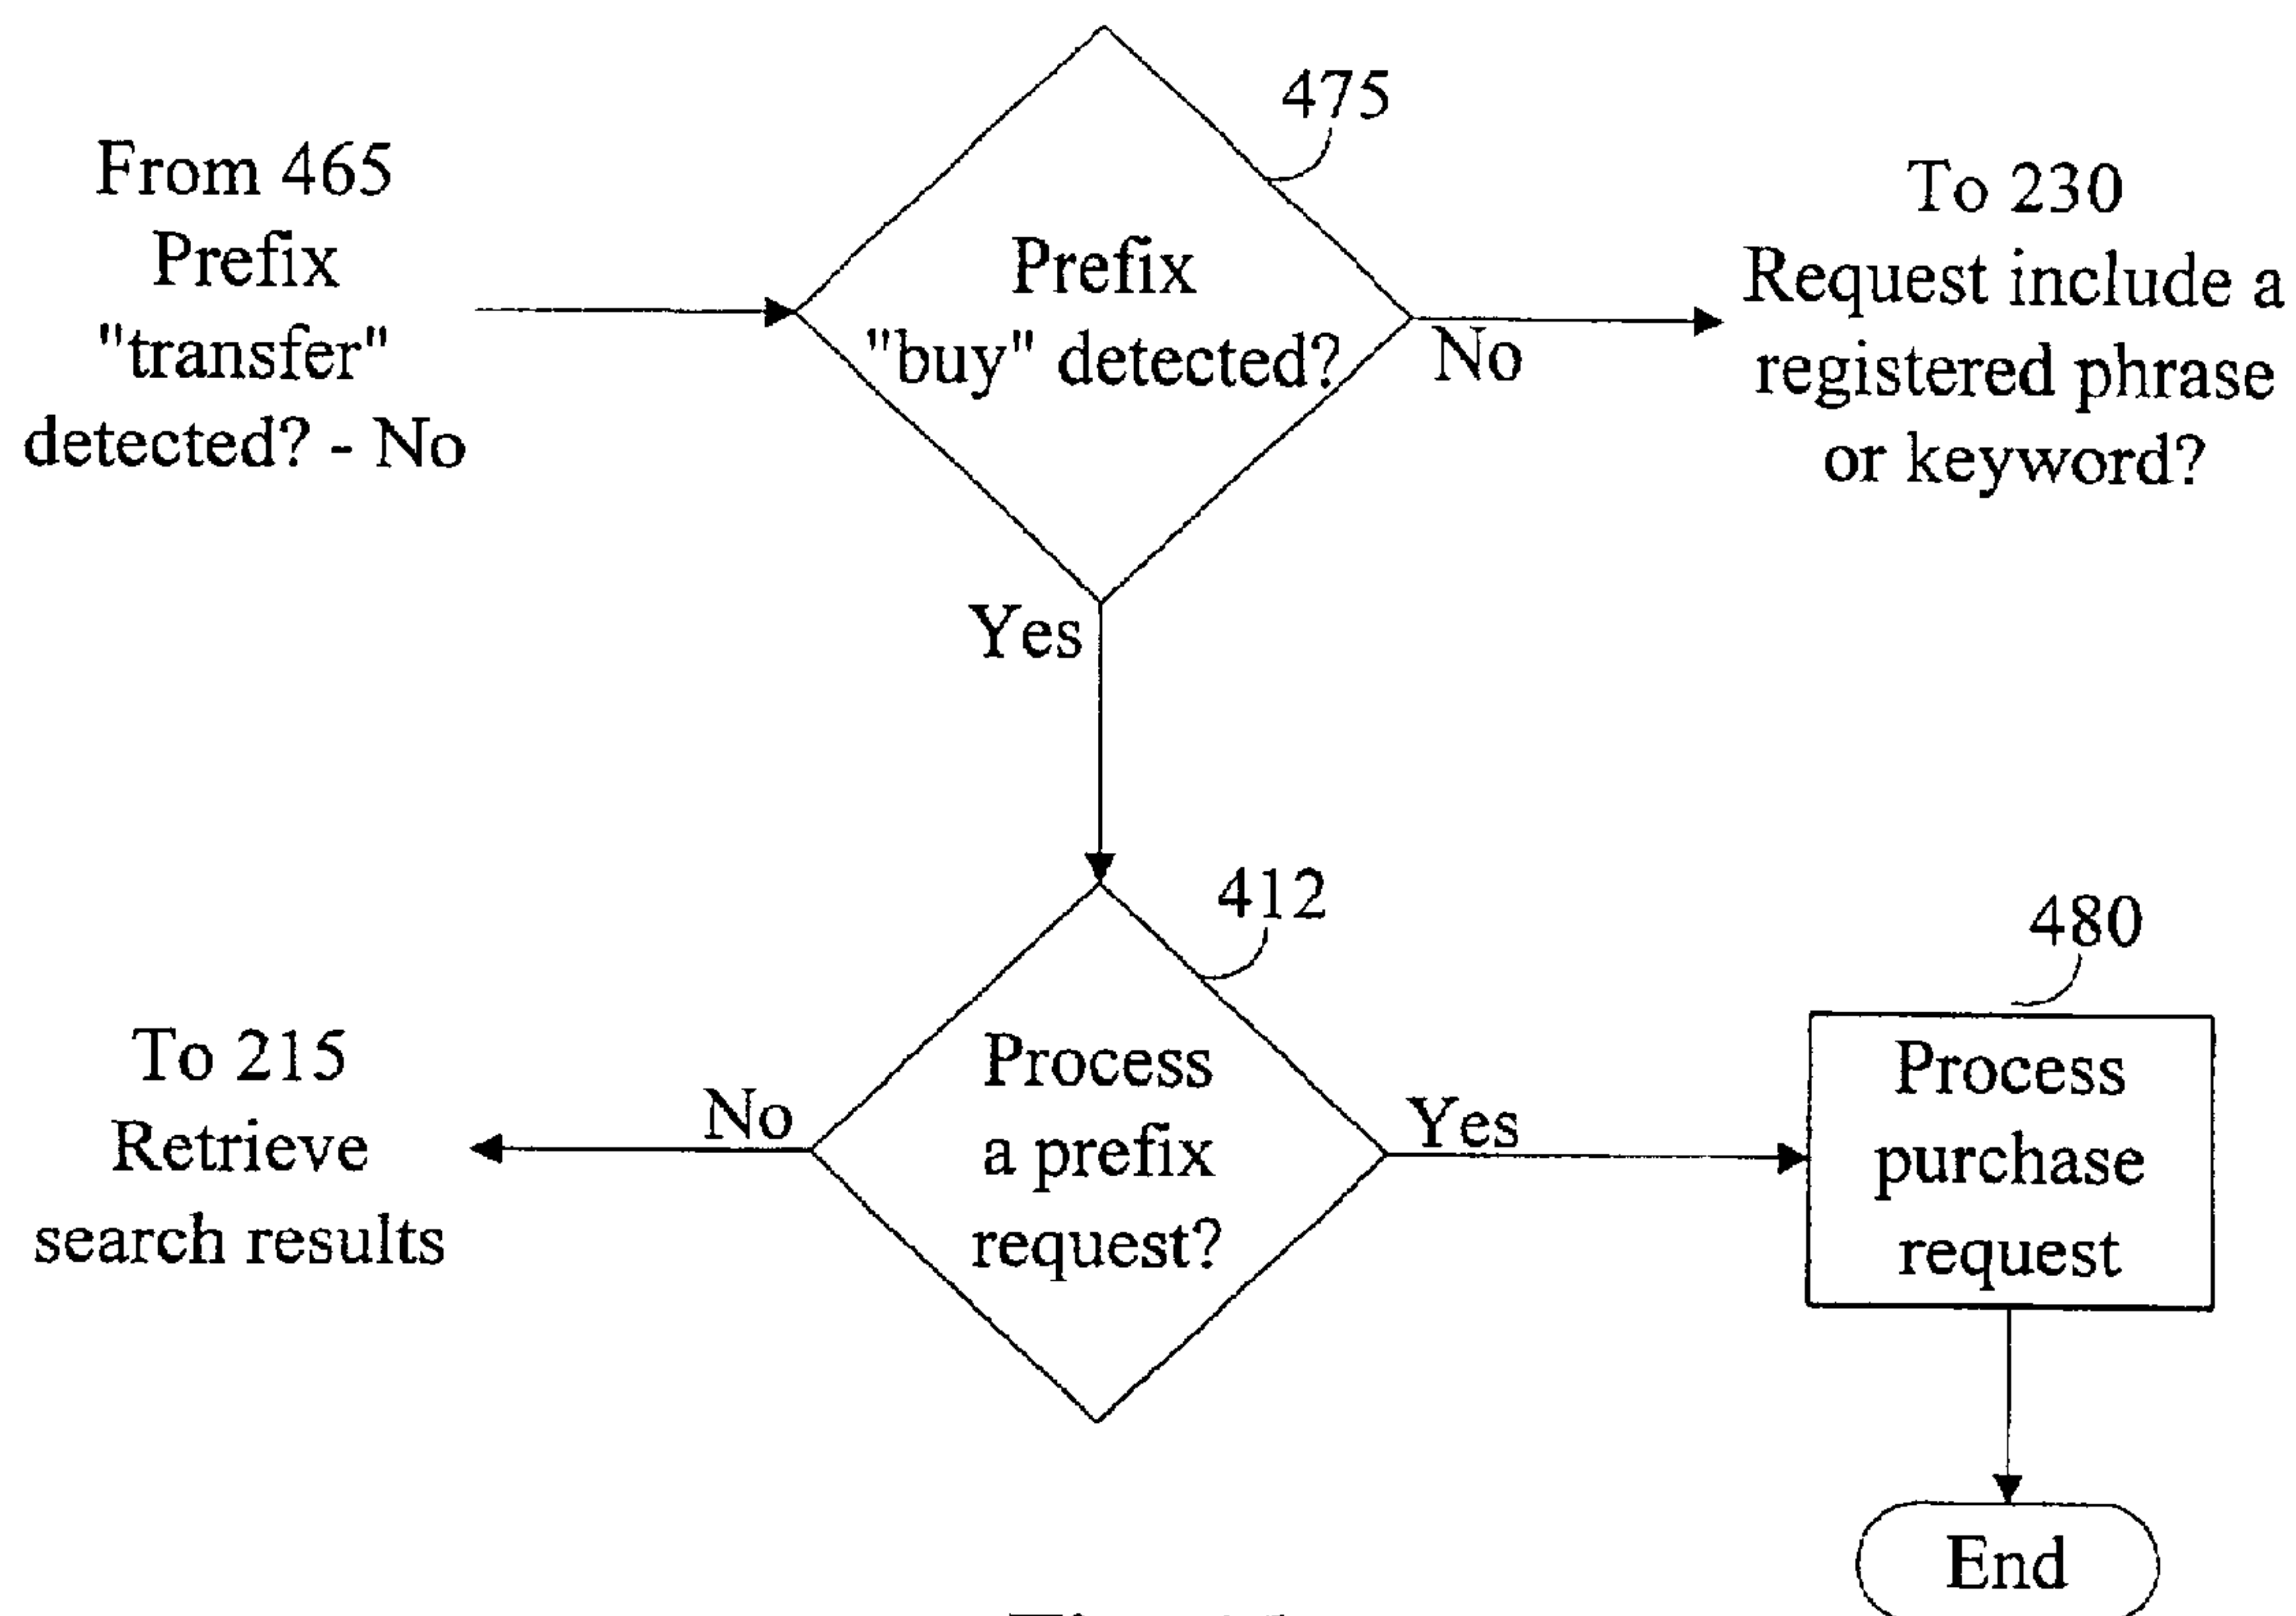 475
From 465
Prefix
"transfer"
detected? - No
Prefix
"buy" detected?
No
To 230
Request include a
registered phrase
or keyword?
Yes
412
480
To 215
Retrieve
search results
No
Process
a prefix
request?
Yes
Process
purchase
request
End